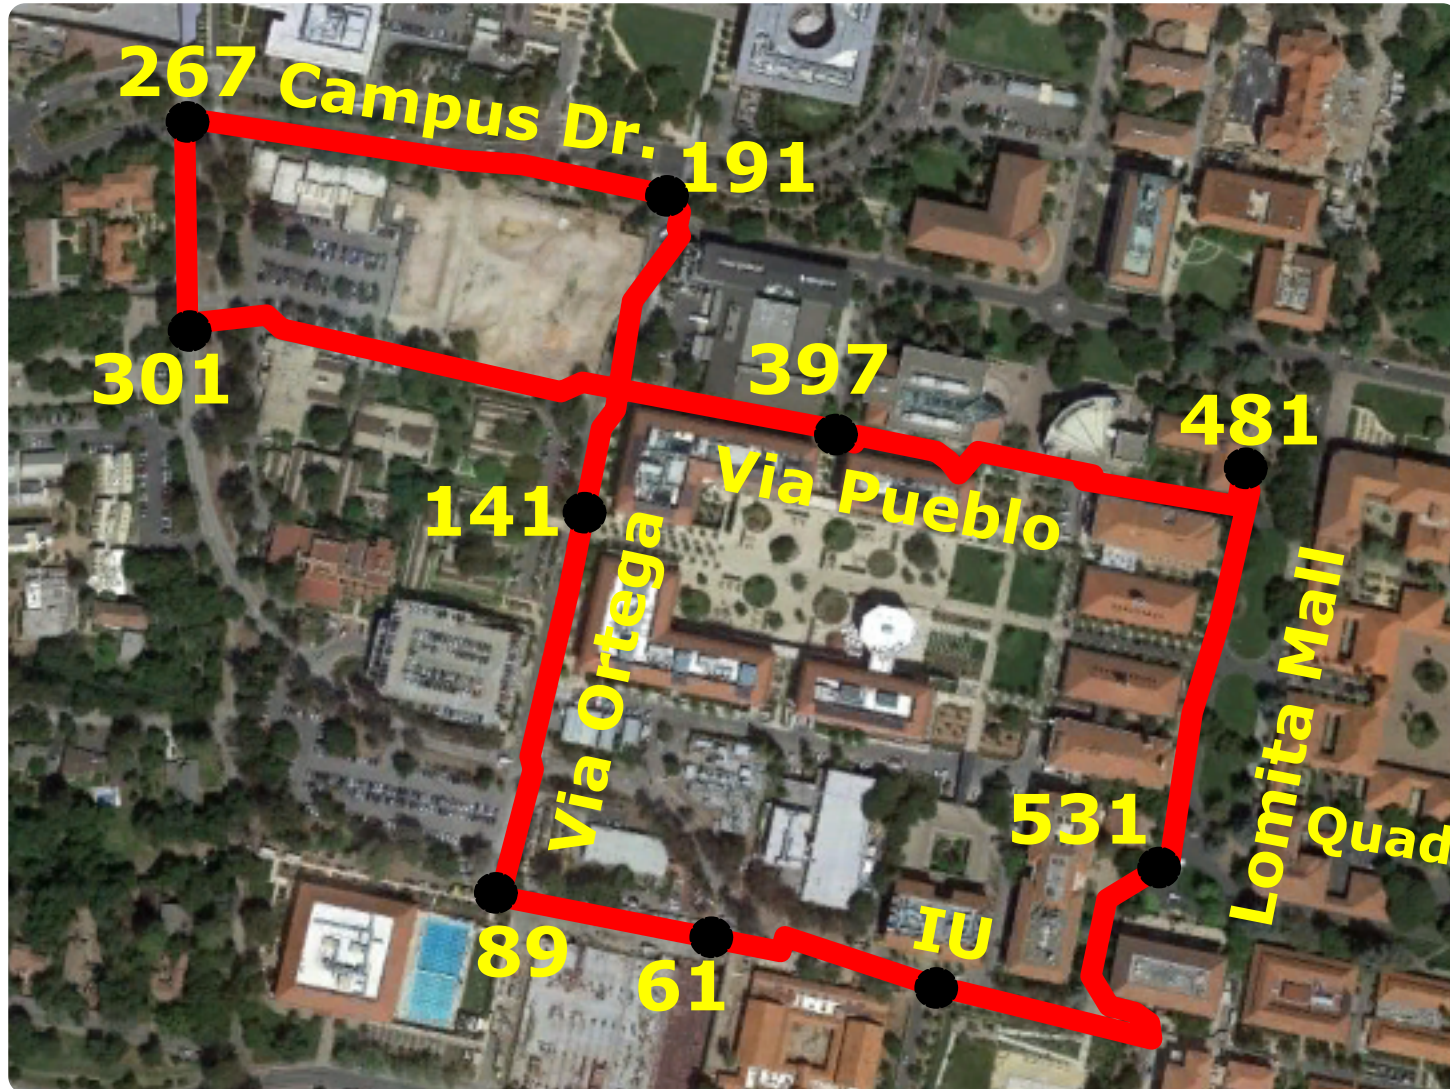 267
Campus Dr.
191
301
397
481
141
Via Pueblo
Via Ortega
Lomita Mall
531
Quad
89
61
IU